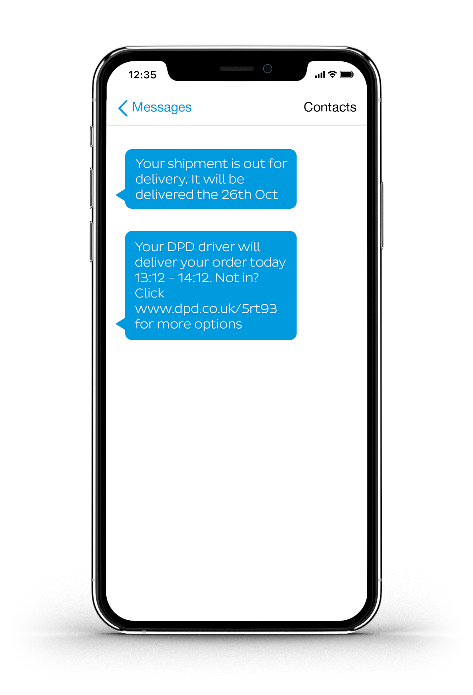 12:35
Messages
Contacts
Your shipment is out for
delivery. It will be
delivered the 26th Oct
Your DPD driver will
deliver your order today
13:12 - 14:12. Not in?
Click
www.dpd.co.uk/5rt93
for more options